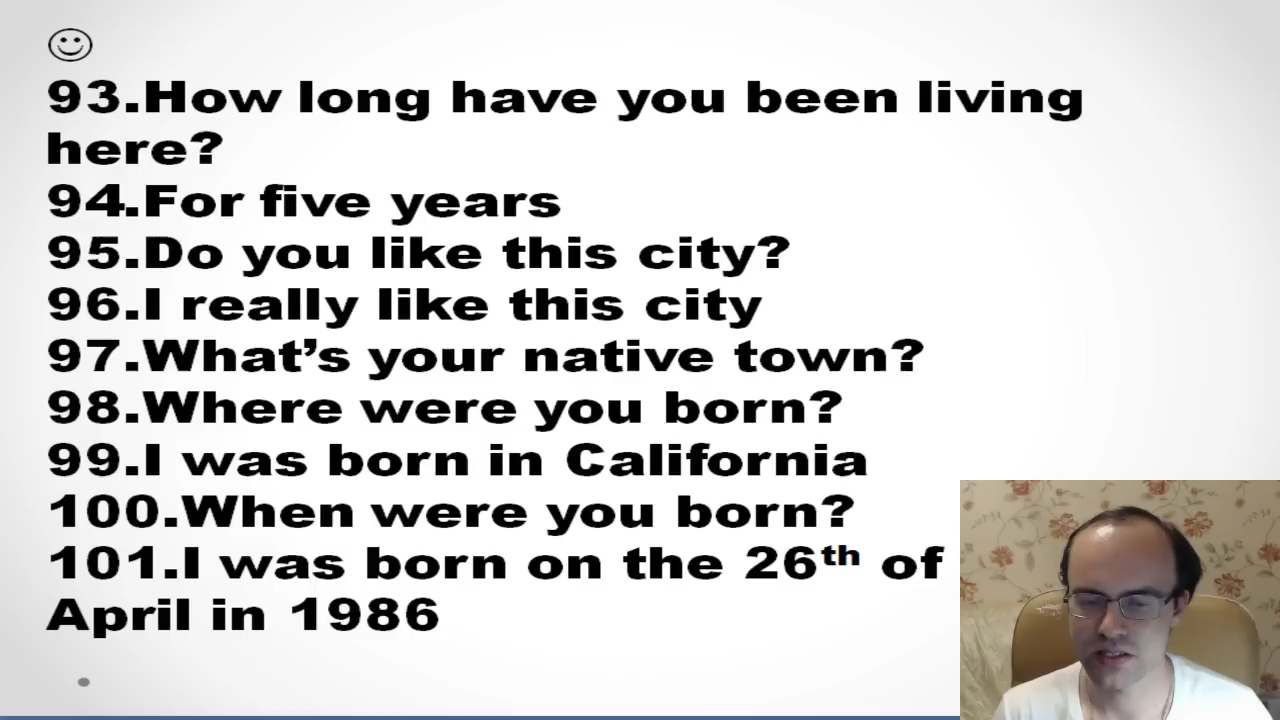 93.How long have you been living
here?
94.For five years
95.Do you like this city?
96.I really like this city
97.What’s your native town?
98.Where were you born?
99.I was born in California
100.When were you born?
101.I was born on the 26th of
April in 1986